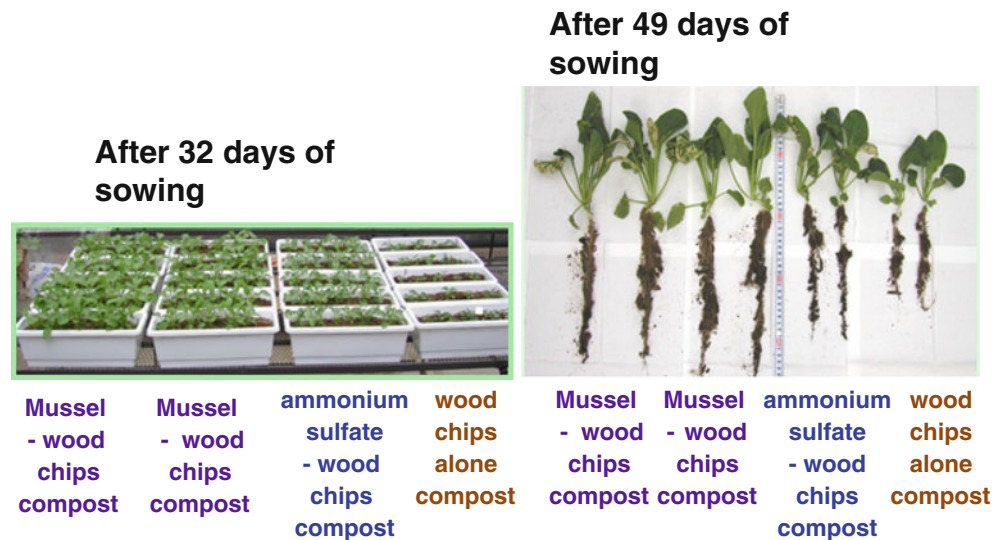 After 49 days of
sowing
After 32 days of
sowing
Mussel
- wood
chips
compost
Mussel
- wood
chips
compost
ammonium
sulfate
- wood
chips
compost
wood
chips
alone
compost
Mussel
- wood
chips
compost
Mussel
- wood
chips
compost
ammonium
sulfate
- wood
chips
compost
wood
chips
alone
compost